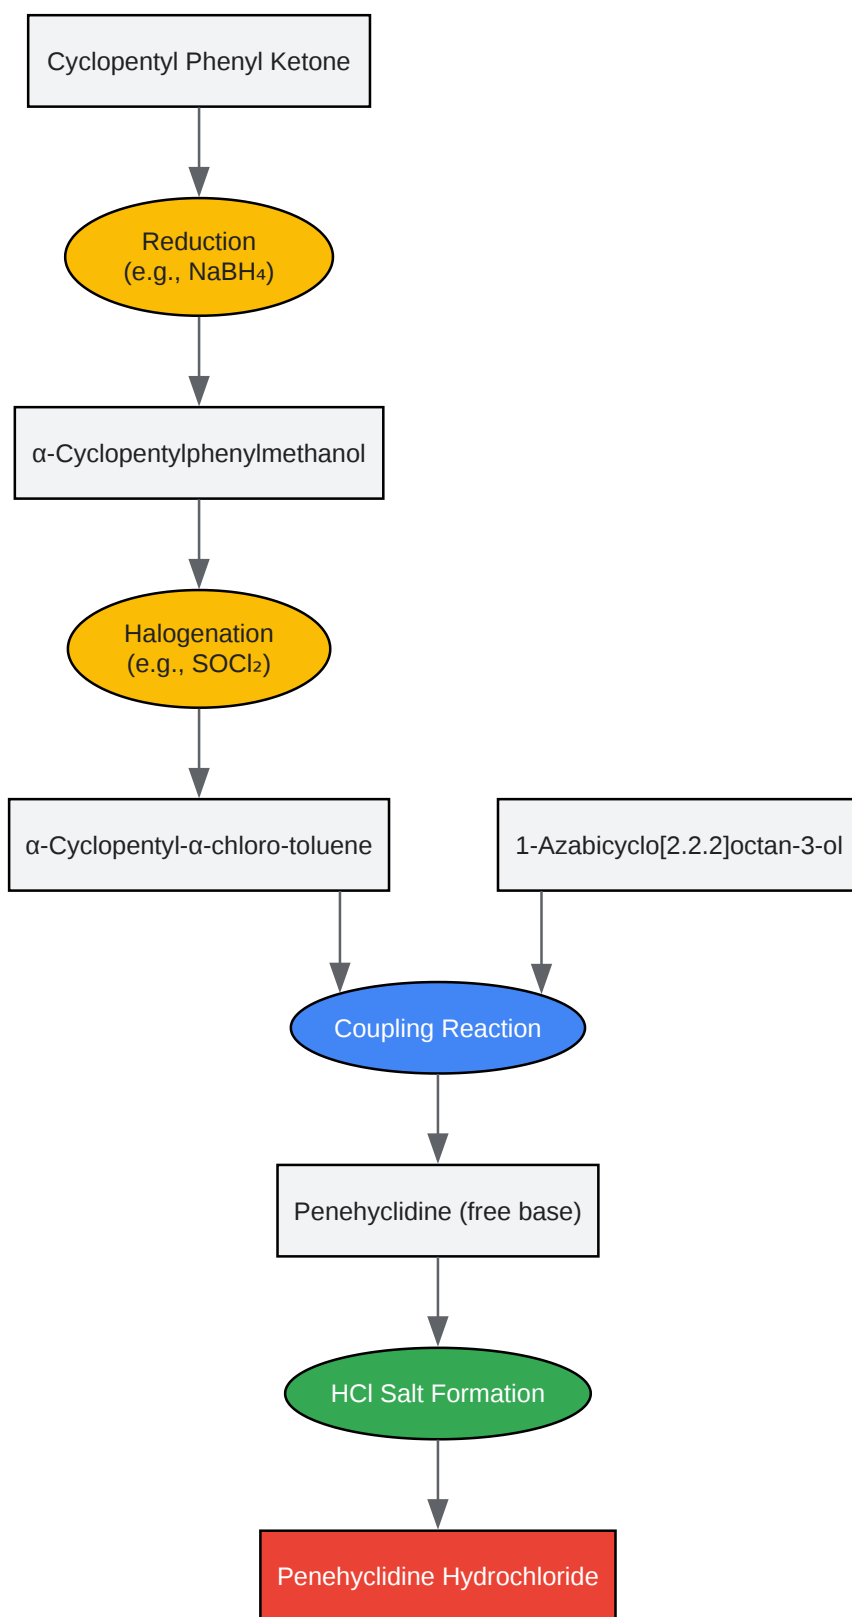 Cyclopentyl Phenyl Ketone
Reduction
(e.g., NaBH₄)
α-Cyclopentylphenylmethanol
Halogenation
(e.g., SOCl₂)
α-Cyclopentyl-α-chloro-toluene
1-Azabicyclo[2.2.2]octan-3-ol
Coupling Reaction
Penehyclidine (free base)
HCl Salt Formation
Penehyclidine Hydrochloride